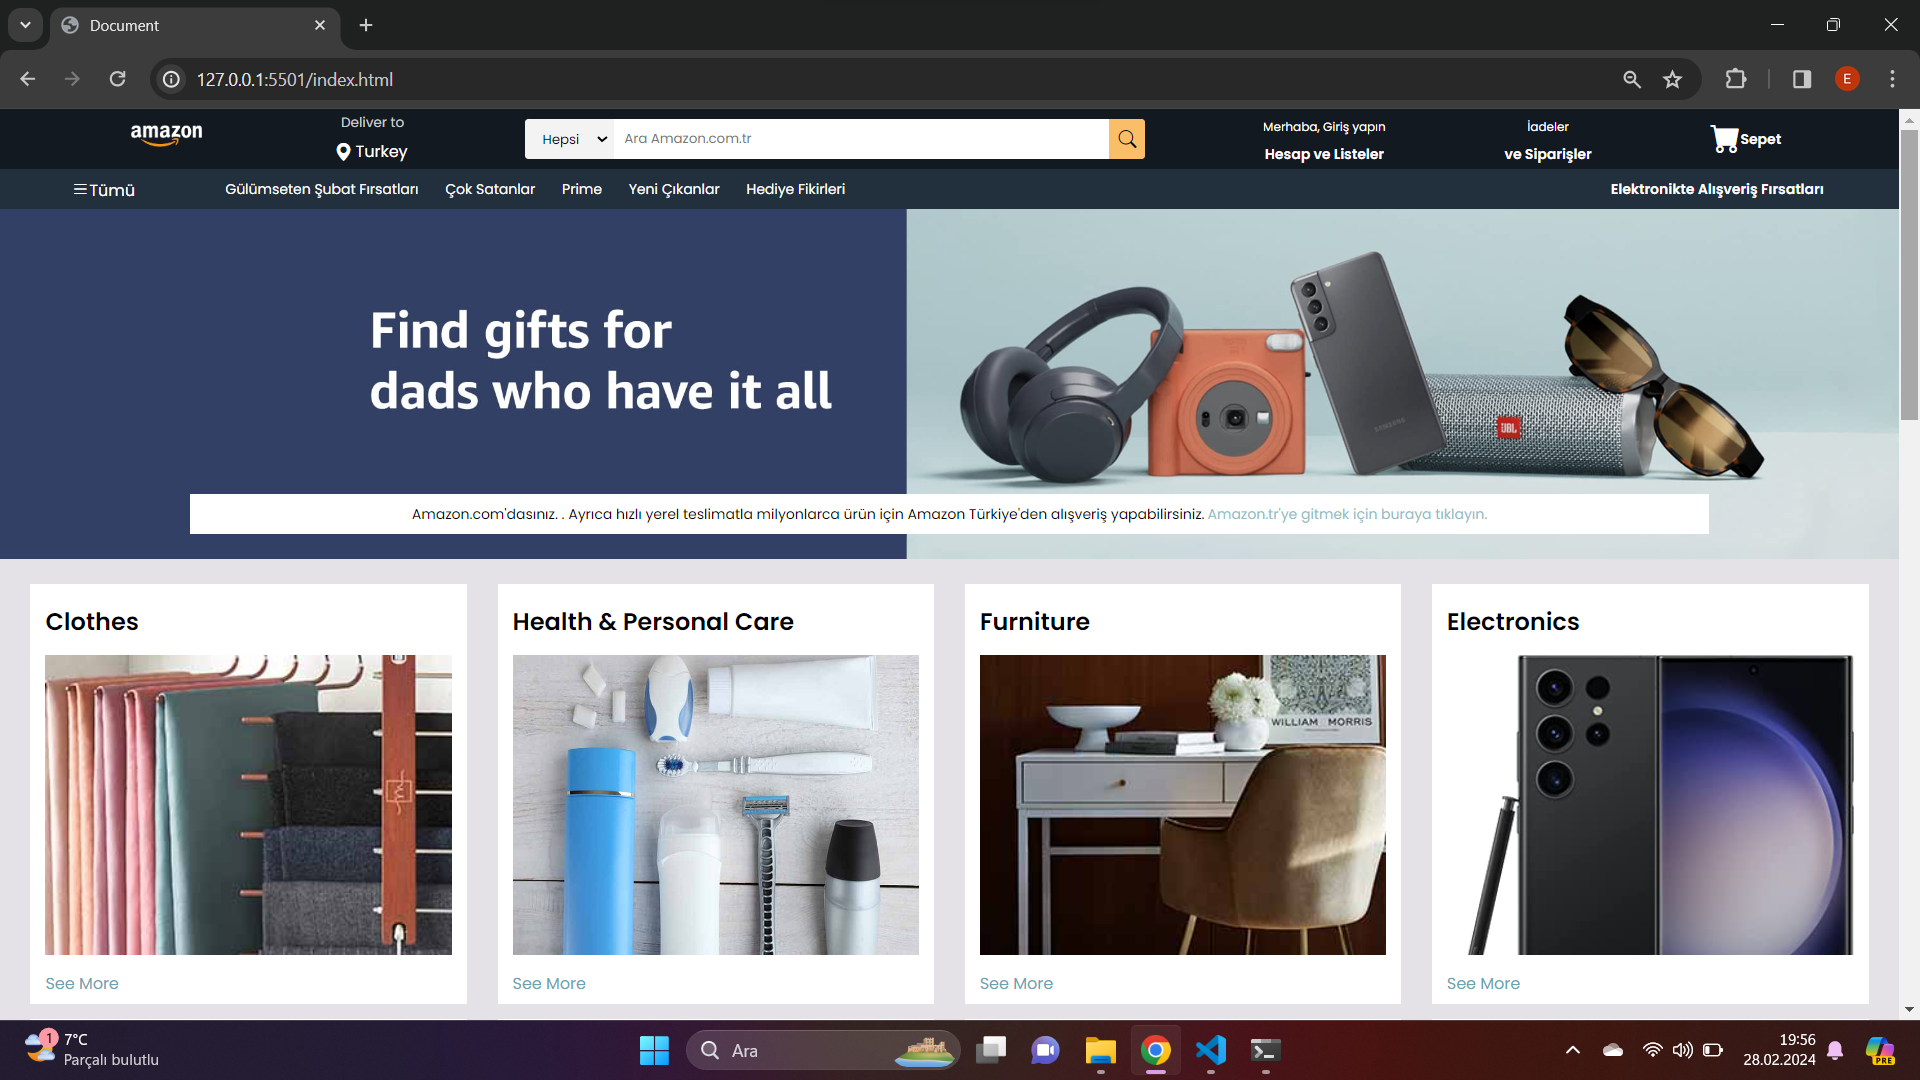 Document
127.0.0.1:5501/index.html
E
amazon
Deliver to
Turkey
Hepsi
Ara Amazon.com.tr
Merhaba, Giriş yapın
Hesap ve Listeler
İadeler
ve Siparişler
Sepet
Tümü
Gülümseten Şubat Fırsatları
Çok Satanlar
Prime
Yeni Çıkanlar
Hediye Fikirleri
Elektronikte Alışveriş Fırsatları
Find gifts for
dads who have it all
SAMSUNG
JBL
Amazon.com'dasınız. . Ayrıca hızlı yerel teslimatla milyonlarca ürün için Amazon Türkiye'den alışveriş yapabilirsiniz. Amazon.tr'ye gitmek için buraya tıklayın.
Clothes
Health & Personal Care
Furniture
Electronics
WILLIAM MORRIS
See More
See More
See More
See More
1
7°C
Parçalı bulutlu
Ara
19:56
28.02.2024
PRE